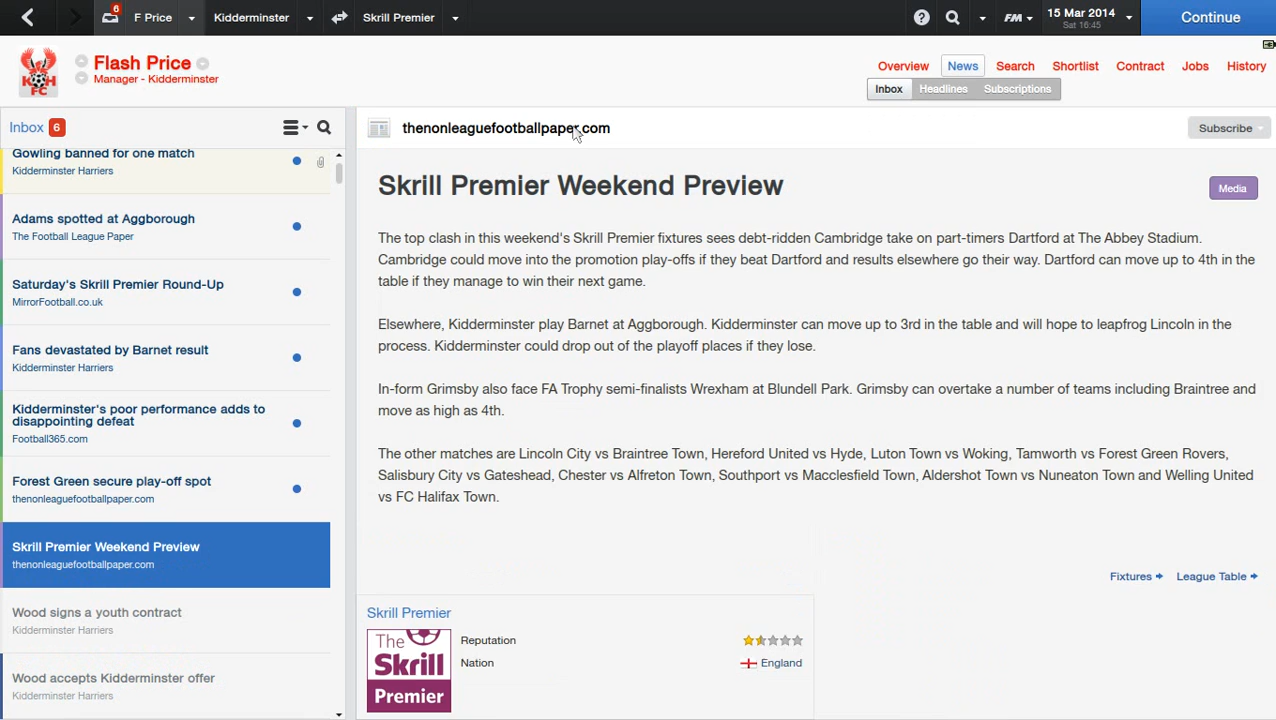 6
F Price
Kidderminster
Skrill Premier
?
FM
15 Mar 2014
Sat 16:45
Continue
KH
FC
Flash Price
Manager - Kidderminster
Overview
News
Search
Shortlist
Contract
Jobs
History
Inbox
Headlines
Subscriptions
Inbox 6
thenonleaguefootballpaper.com
Subscribe
Gowling banned for one match
Kidderminster Harriers
Adams spotted at Aggborough
The Football League Paper
Saturday's Skrill Premier Round-Up
MirrorFootball.co.uk
Fans devastated by Barnet result
Kidderminster Harriers
Kidderminster's poor performance adds to
disappointing defeat
Football365.com
Forest Green secure play-off spot
thenonleaguefootballpaper.com
Skrill Premier Weekend Preview
thenonleaguefootballpaper.com
Wood signs a youth contract
Kidderminster Harriers
Wood accepts Kidderminster offer
Kidderminster Harriers
Skrill Premier Weekend Preview
Media
The top clash in this weekend's Skrill Premier fixtures sees debt-ridden Cambridge take on part-timers Dartford at The Abbey Stadium.
Cambridge could move into the promotion play-offs if they beat Dartford and results elsewhere go their way. Dartford can move up to 4th in the
table if they manage to win their next game.
Elsewhere, Kidderminster play Barnet at Aggborough. Kidderminster can move up to 3rd in the table and will hope to leapfrog Lincoln in the
process. Kidderminster could drop out of the playoff places if they lose.
In-form Grimsby also face FA Trophy semi-finalists Wrexham at Blundell Park. Grimsby can overtake a number of teams including Braintree and
move as high as 4th.
The other matches are Lincoln City vs Braintree Town, Hereford United vs Hyde, Luton Town vs Woking, Tamworth vs Forest Green Rovers,
Salisbury City vs Gateshead, Chester vs Alfreton Town, Southport vs Macclesfield Town, Aldershot Town vs Nuneaton Town and Welling United
vs FC Halifax Town.
Fixtures
League Table
Skrill Premier
The
Skrill
Premier
Reputation
Nation
England